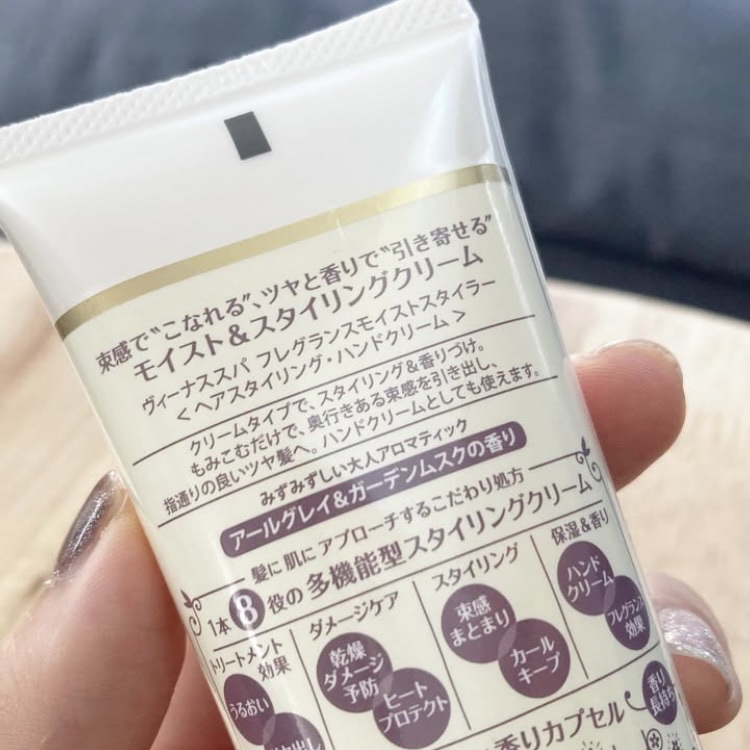 束感で〝こなれる〟、ツヤと香りで〝引き寄せる〟
モイスト&スタイリングクリーム
ヴィーナススパ フレグランスモイストスタイラー
<ヘアスタイリング・ハンドクリーム>
クリームタイプで、スタイリング&香りづけ。
もみこむだけで、奥行きある束感を引き出し、
指通りの良いツヤ髪へ。ハンドクリームとしても使えます。
みずみずしい大人アロマティック
アールグレイ&ガーデンムスクの香り
髪に 肌に アプローチするこだわり処方
1本8役の 多機能型スタイリングクリーム
トリートメント
効果
うるおい
ダメージケア
乾燥
ダメージ
予防
ヒート
プロテクト
スタイリング
束感
まとまり
カール
キープ
保湿&香り
ハンド
クリーム
フレグランス
効果
香りカプセル
香り
長持ち